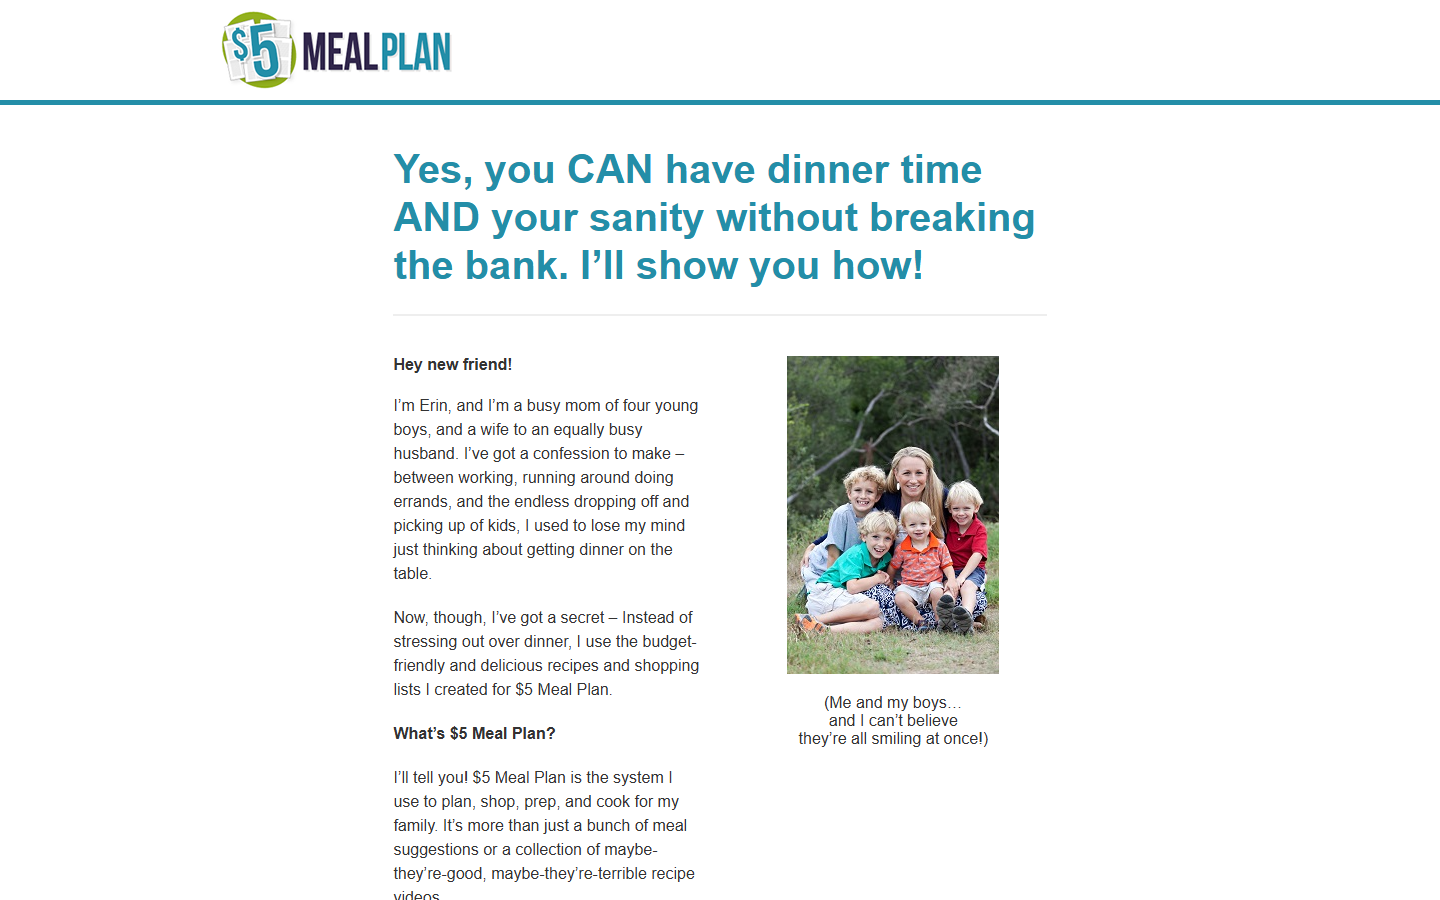 $5 MEAL PLAN
Yes, you CAN have dinner time
AND your sanity without breaking
the bank. I’ll show you how!
Hey new friend!
I’m Erin, and I’m a busy mom of four young
boys, and a wife to an equally busy
husband. I’ve got a confession to make –
between working, running around doing
errands, and the endless dropping off and
picking up of kids, I used to lose my mind
just thinking about getting dinner on the
table.
Now, though, I’ve got a secret – Instead of
stressing out over dinner, I use the budget-
friendly and delicious recipes and shopping
lists I created for $5 Meal Plan.
What’s $5 Meal Plan?
I’ll tell you! $5 Meal Plan is the system I
use to plan, shop, prep, and cook for my
family. It’s more than just a bunch of meal
suggestions or a collection of maybe-
they’re-good, maybe-they’re-terrible recipe
videos
(Me and my boys…
and I can’t believe
they’re all smiling at once!)